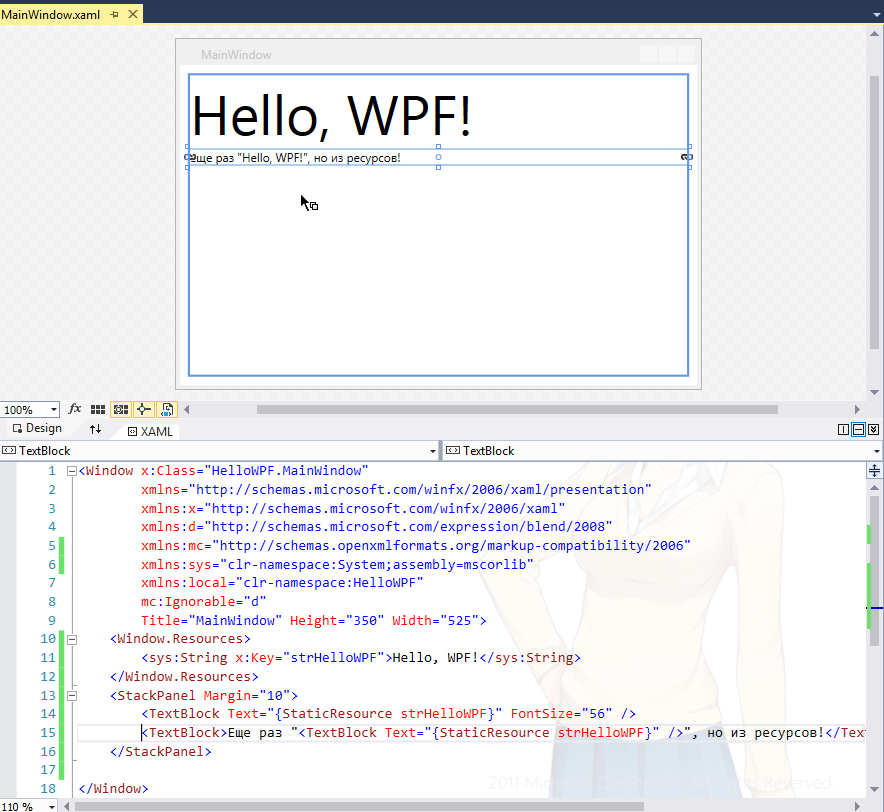 MainWindow.xaml
MainWindow
Hello, WPF!
Еще раз "Hello, WPF!", но из ресурсов!
100%
fx
Design
XAML
TextBlock
TextBlock
1 <Window x:Class="HelloWPF.MainWindow"
2 xmlns="http://schemas.microsoft.com/winfx/2006/xaml/presentation"
3 xmlns:x="http://schemas.microsoft.com/winfx/2006/xaml"
4 xmlns:d="http://schemas.microsoft.com/expression/blend/2008"
5 xmlns:mc="http://schemas.openxmlformats.org/markup-compatibility/2006"
6 xmlns:sys="clr-namespace:System;assembly=mscorlib"
7 xmlns:local="clr-namespace:HelloWPF"
8 mc:Ignorable="d"
9 Title="MainWindow" Height="350" Width="525">
10 <Window.Resources>
11 <sys:String x:Key="strHelloWPF">Hello, WPF!</sys:String>
12 </Window.Resources>
13 <StackPanel Margin="10">
14 <TextBlock Text="{StaticResource strHelloWPF}" FontSize="56" />
15 <TextBlock>Еще раз "<TextBlock Text="{StaticResource strHelloWPF}" />", но из ресурсов!</Tex
16 </StackPanel>
17
18 </Window>
110 %